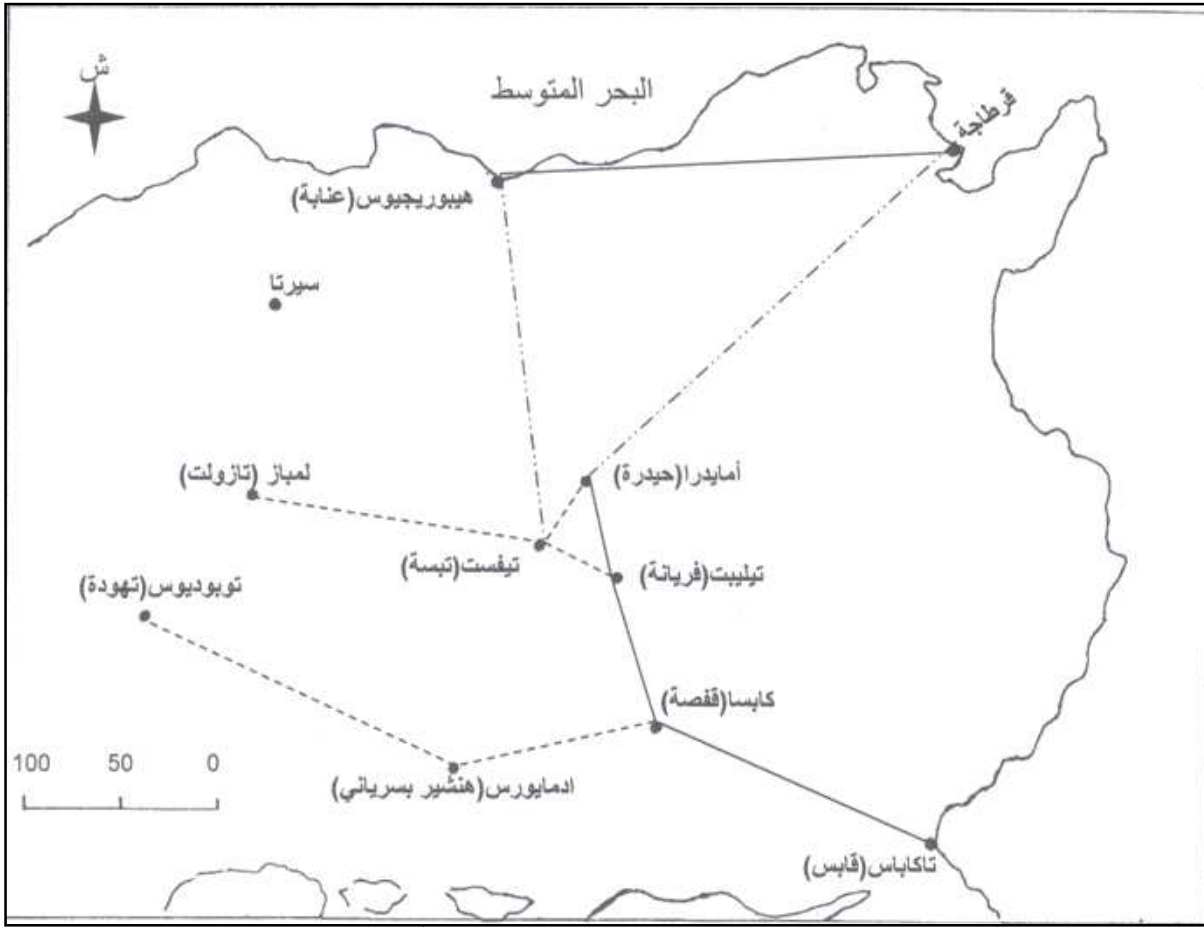 ش
البحر المتوسط
قرطاجة
هيبوريجيوس(عنابة)
سيرتا
لمباز (تازولت)
أمايدرا(حيدرة)
تيفست(تبسة)
تيليبت(فريانة)
توبوديوس(تهودة)
كابسا(قفصة)
ادمايورس(هنشير بسرياني)
100 50 0
تاكاباس(قابس)